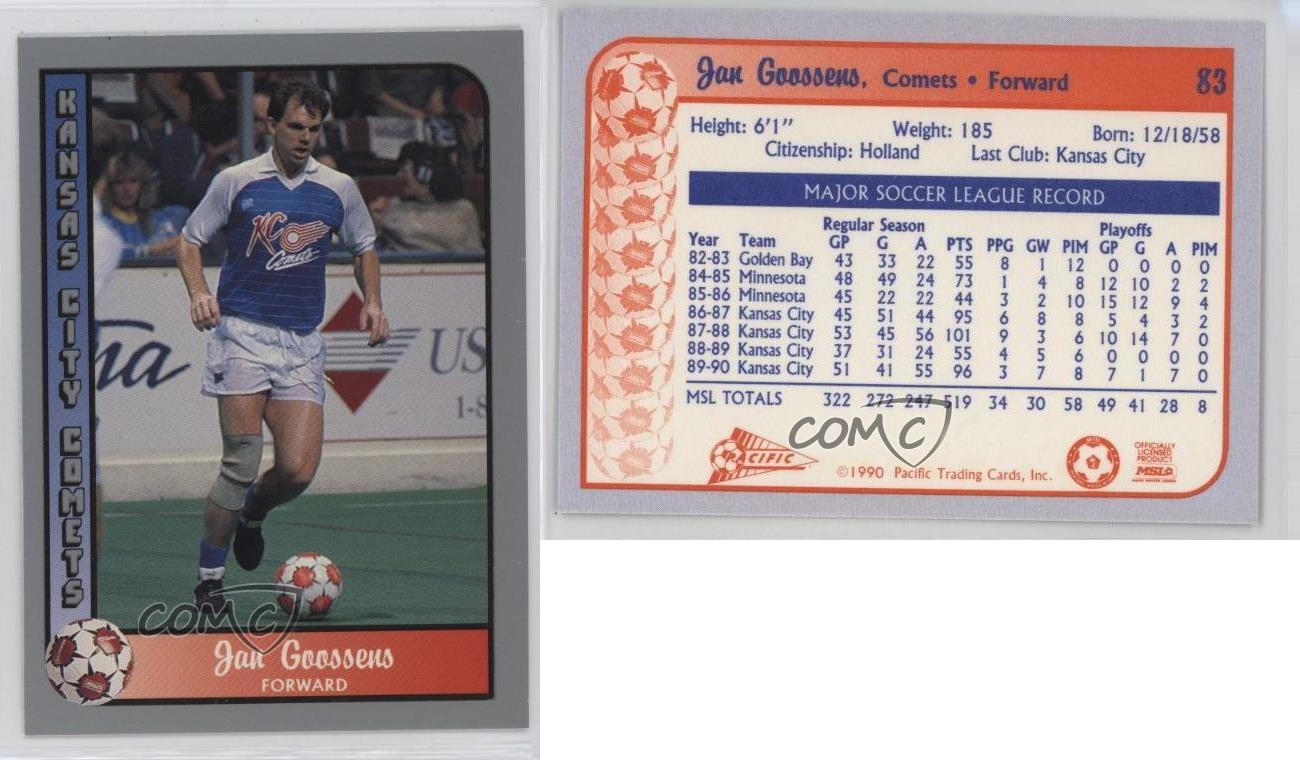 KANSAS CITY COMETS
KC
Comets
US
1-8
COMC
Jan Goossens
FORWARD
Jan Goossens, Comets • Forward 83
Height: 6'1" Weight: 185 Born: 12/18/58
Citizenship: Holland Last Club: Kansas City
MAJOR SOCCER LEAGUE RECORD
Regular Season Playoffs
Year Team GP G A PTS PPG GW PIM GP G A PIM
82-83 Golden Bay 43 33 22 55 8 1 12 0 0 0 0
84-85 Minnesota 48 49 24 73 1 4 8 12 10 2 2
85-86 Minnesota 45 22 22 44 3 2 10 15 12 9 4
86-87 Kansas City 45 51 44 95 6 8 8 5 4 3 2
87-88 Kansas City 53 45 56 101 9 3 6 10 14 7 0
88-89 Kansas City 37 31 24 55 4 5 6 0 0 0 0
89-90 Kansas City 51 41 55 96 3 7 8 7 1 7 0
MSL TOTALS 322 272 247 519 34 30 58 49 41 28 8
COMC
PACIFIC
©1990 Pacific Trading Cards, Inc.
OFFICIALLY
LICENSED
PRODUCT
MSL